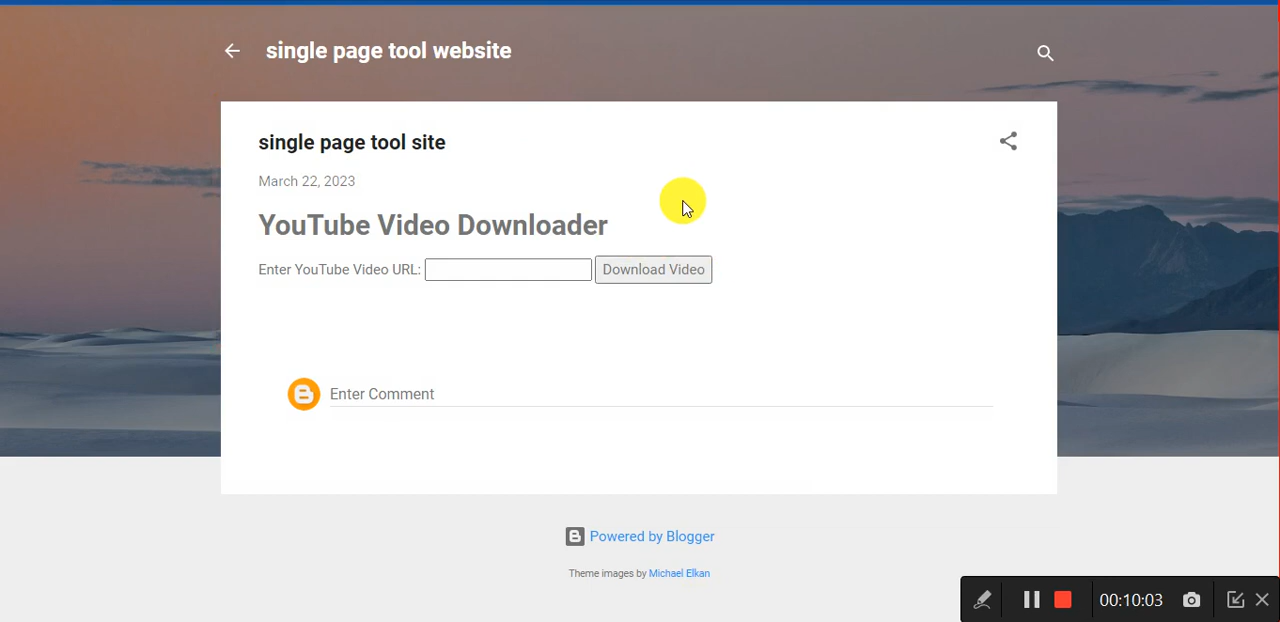 single page tool website
single page tool site
March 22, 2023
YouTube Video Downloader
Enter YouTube Video URL: Download Video
Enter Comment
Powered by Blogger
Theme images by Michael Elkan
00:10:03